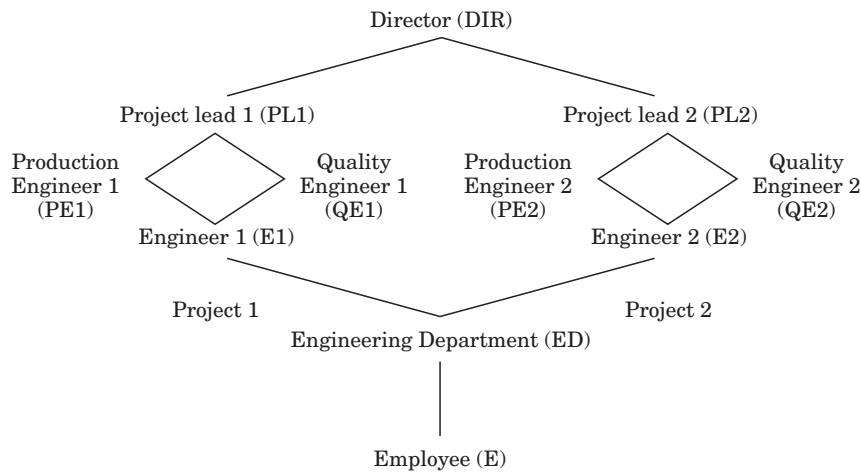 Director (DIR)
Project lead 1 (PL1)
Project lead 2 (PL2)
Production
Engineer 1
(PE1)
Quality
Engineer 1
(QE1)
Production
Engineer 2
(PE2)
Quality
Engineer 2
(QE2)
Engineer 1 (E1)
Engineer 2 (E2)
Project 1
Project 2
Engineering Department (ED)
Employee (E)